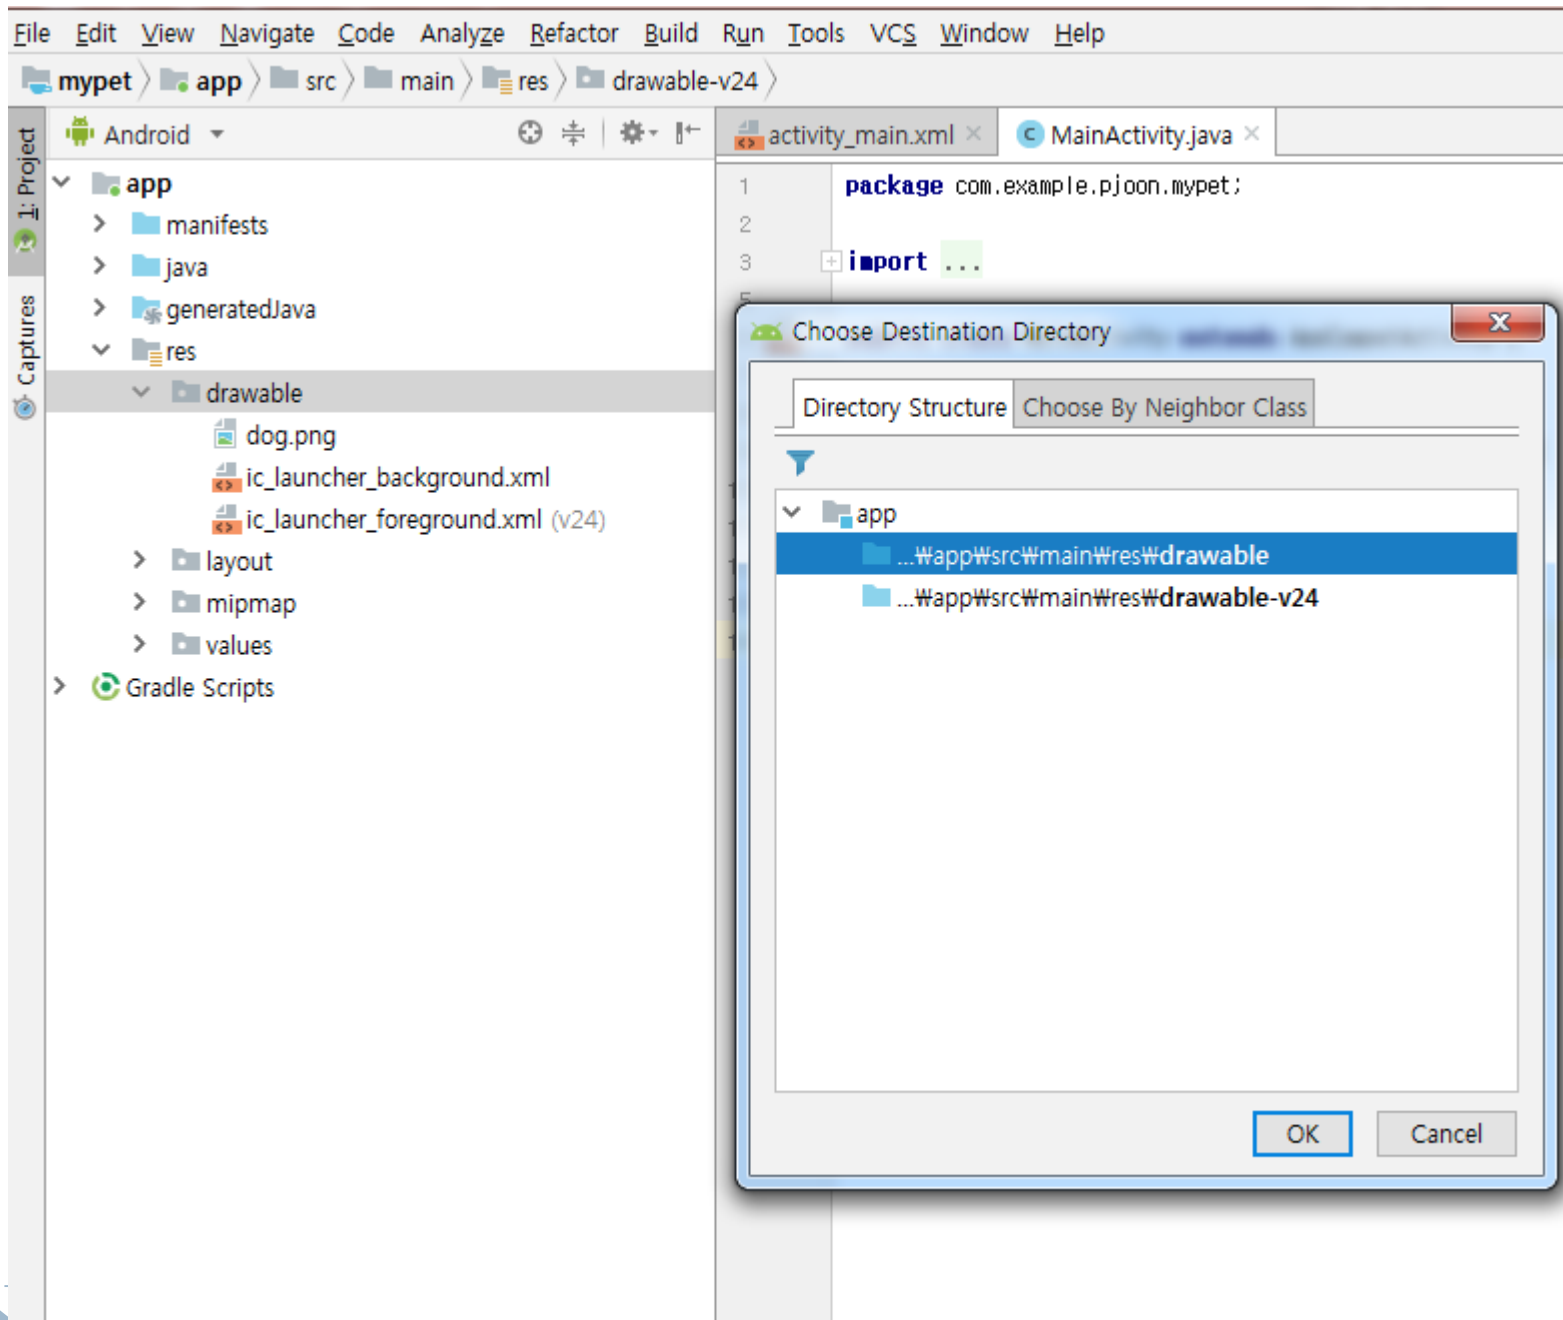 File Edit View Navigate Code Analyze Refactor Build Run Tools VCS Window Help
mypet app src main res drawable-v24
1: Project
Captures
Android
app
manifests
java
generatedJava
res
drawable
dog.png
ic_launcher_background.xml
ic_launcher_foreground.xml (v24)
layout
mipmap
values
Gradle Scripts
activity_main.xml MainActivity.java
1 package com.example.pjoon.mypet;
2
3 import ...
5
Choose Destination Directory
Directory Structure Choose By Neighbor Class
app
...₩app₩src₩main₩res₩drawable
...₩app₩src₩main₩res₩drawable-v24
OK Cancel